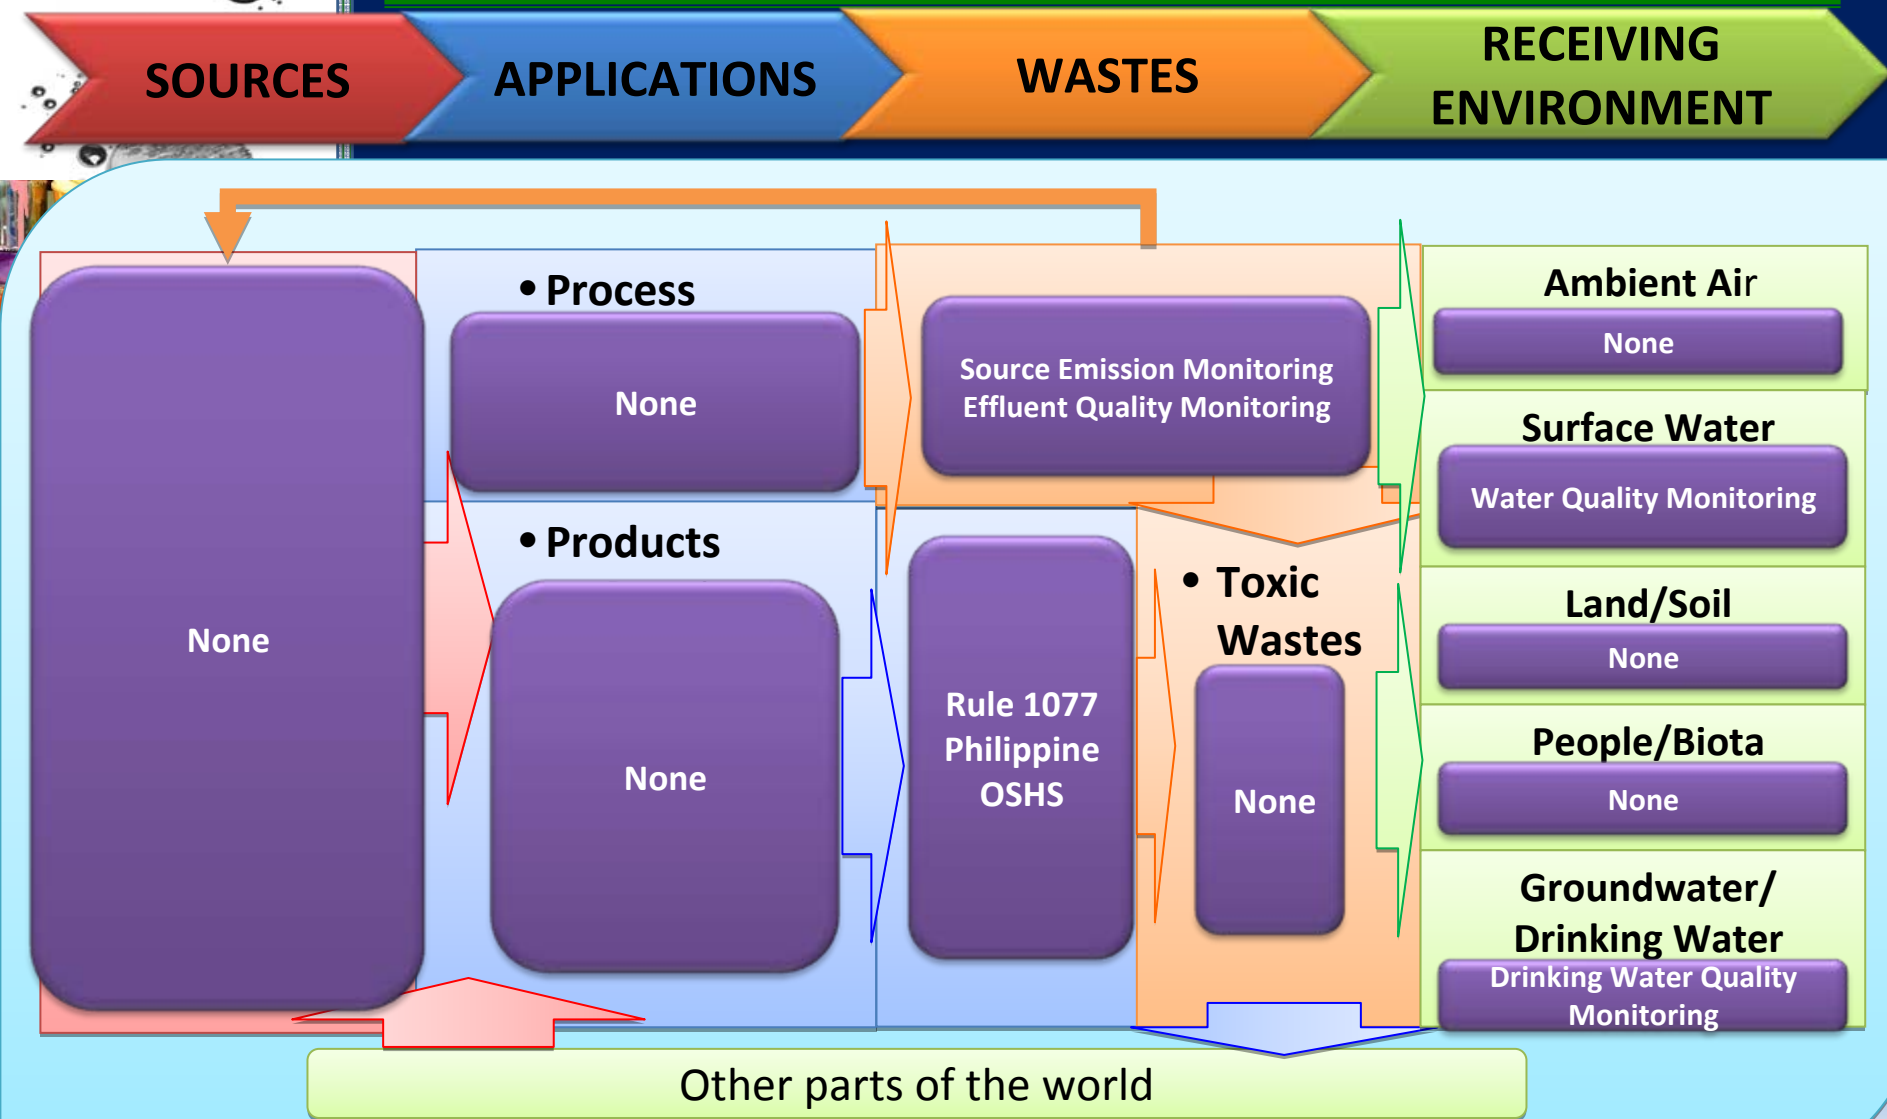 SOURCES
APPLICATIONS
WASTES
RECEIVING
ENVIRONMENT
None
• Process
None
• Products
None
Source Emission Monitoring
Effluent Quality Monitoring
Rule 1077
Philippine
OSHS
• Toxic
Wastes
None
Ambient Air
None
Surface Water
Water Quality Monitoring
Land/Soil
None
People/Biota
None
Groundwater/
Drinking Water
Drinking Water Quality
Monitoring
Other parts of the world